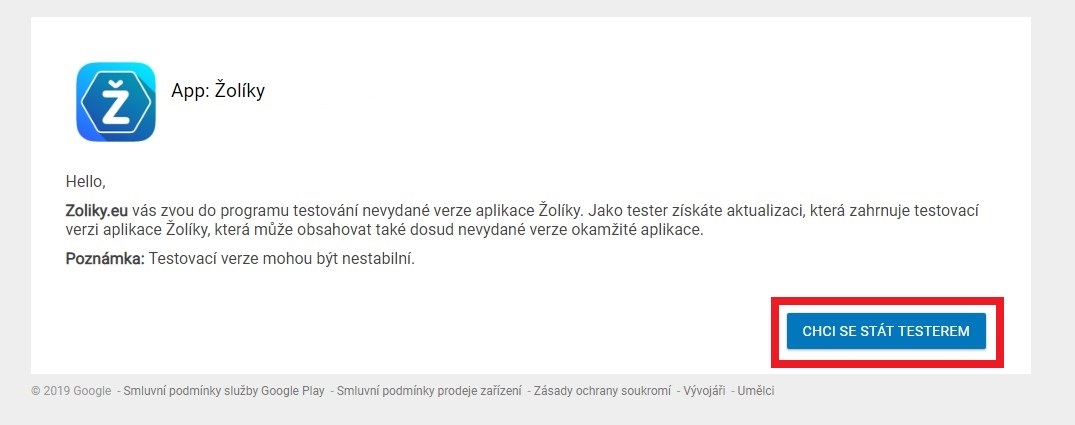 Ž
App: Žolíky
Hello,
Zoliky.eu vás zvou do programu testování nevydané verze aplikace Žolíky. Jako tester získáte aktualizaci, která zahrnuje testovací
verzi aplikace Žolíky, která může obsahovat také dosud nevydané verze okamžité aplikace.
Poznámka: Testovací verze mohou být nestabilní.
CHCI SE STÁT TESTEREM
© 2019 Google - Smluvní podmínky služby Google Play - Smluvní podmínky prodeje zařízení - Zásady ochrany soukromí - Vývojáři - Umělci